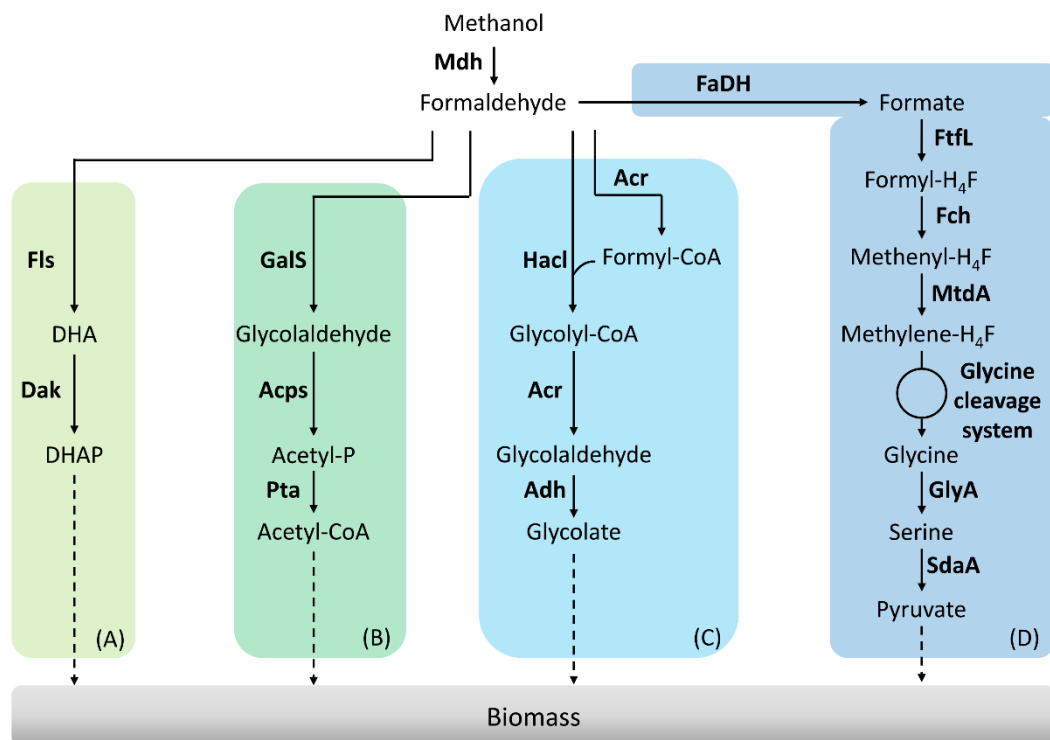 Methanol
Mdh
Formaldehyde
FaDH
Formate
Fls
DHA
Dak
DHAP
(A)
GalS
Glycolaldehyde
Acps
Acetyl-P
Pta
Acetyl-CoA
(B)
Acr
Hacl
Formyl-CoA
Glycolyl-CoA
Acr
Glycolaldehyde
Adh
Glycolate
(C)
FtfL
Formyl-H₄F
Fch
Methenyl-H₄F
MtdA
Methylene-H₄F
Glycine
cleavage
system
Glycine
GlyA
Serine
SdaA
Pyruvate
(D)
Biomass